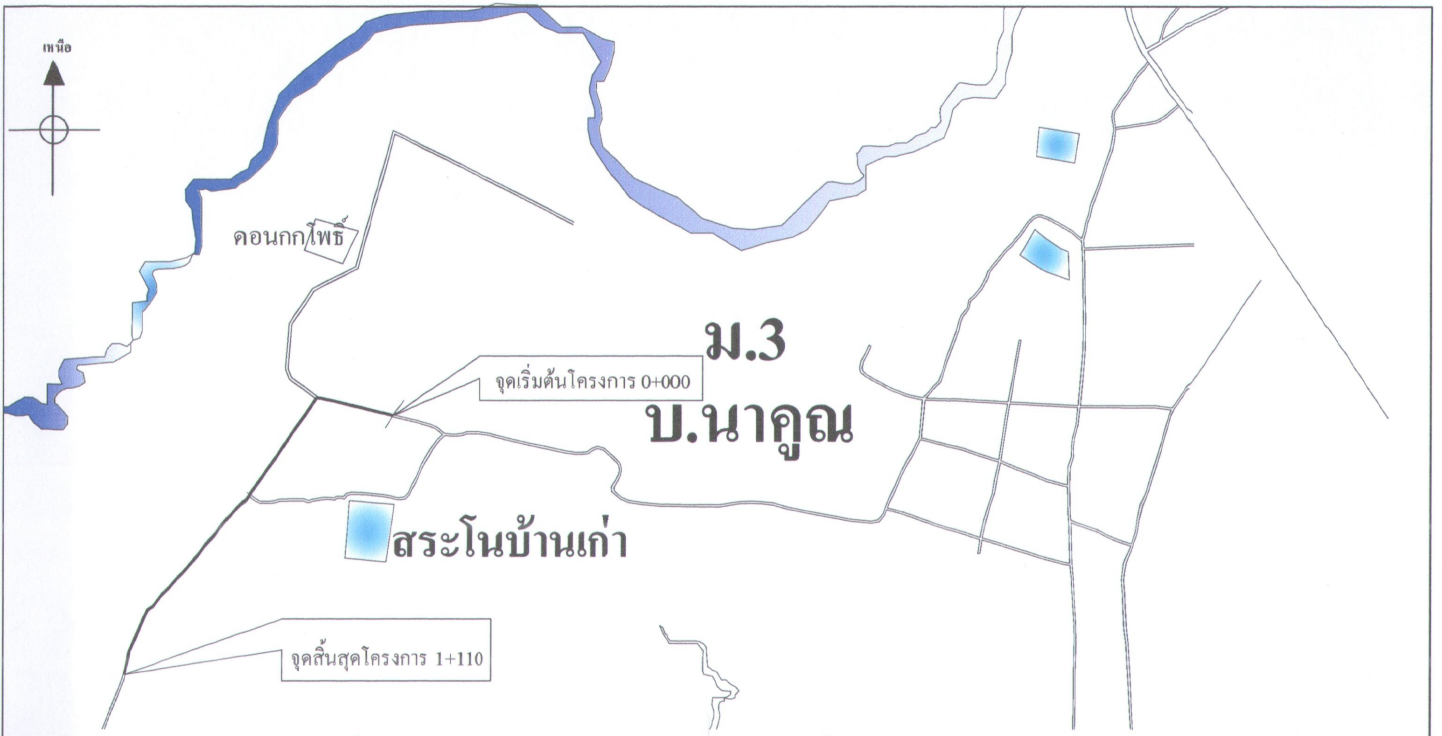 เหนือ
ดอนกกโพธิ์
ม.3
จุดเริ่มต้นโครงการ 0+000
บ.นาคูณ
สระโนบ้านเก่า
จุดสิ้นสุดโครงการ 1+110